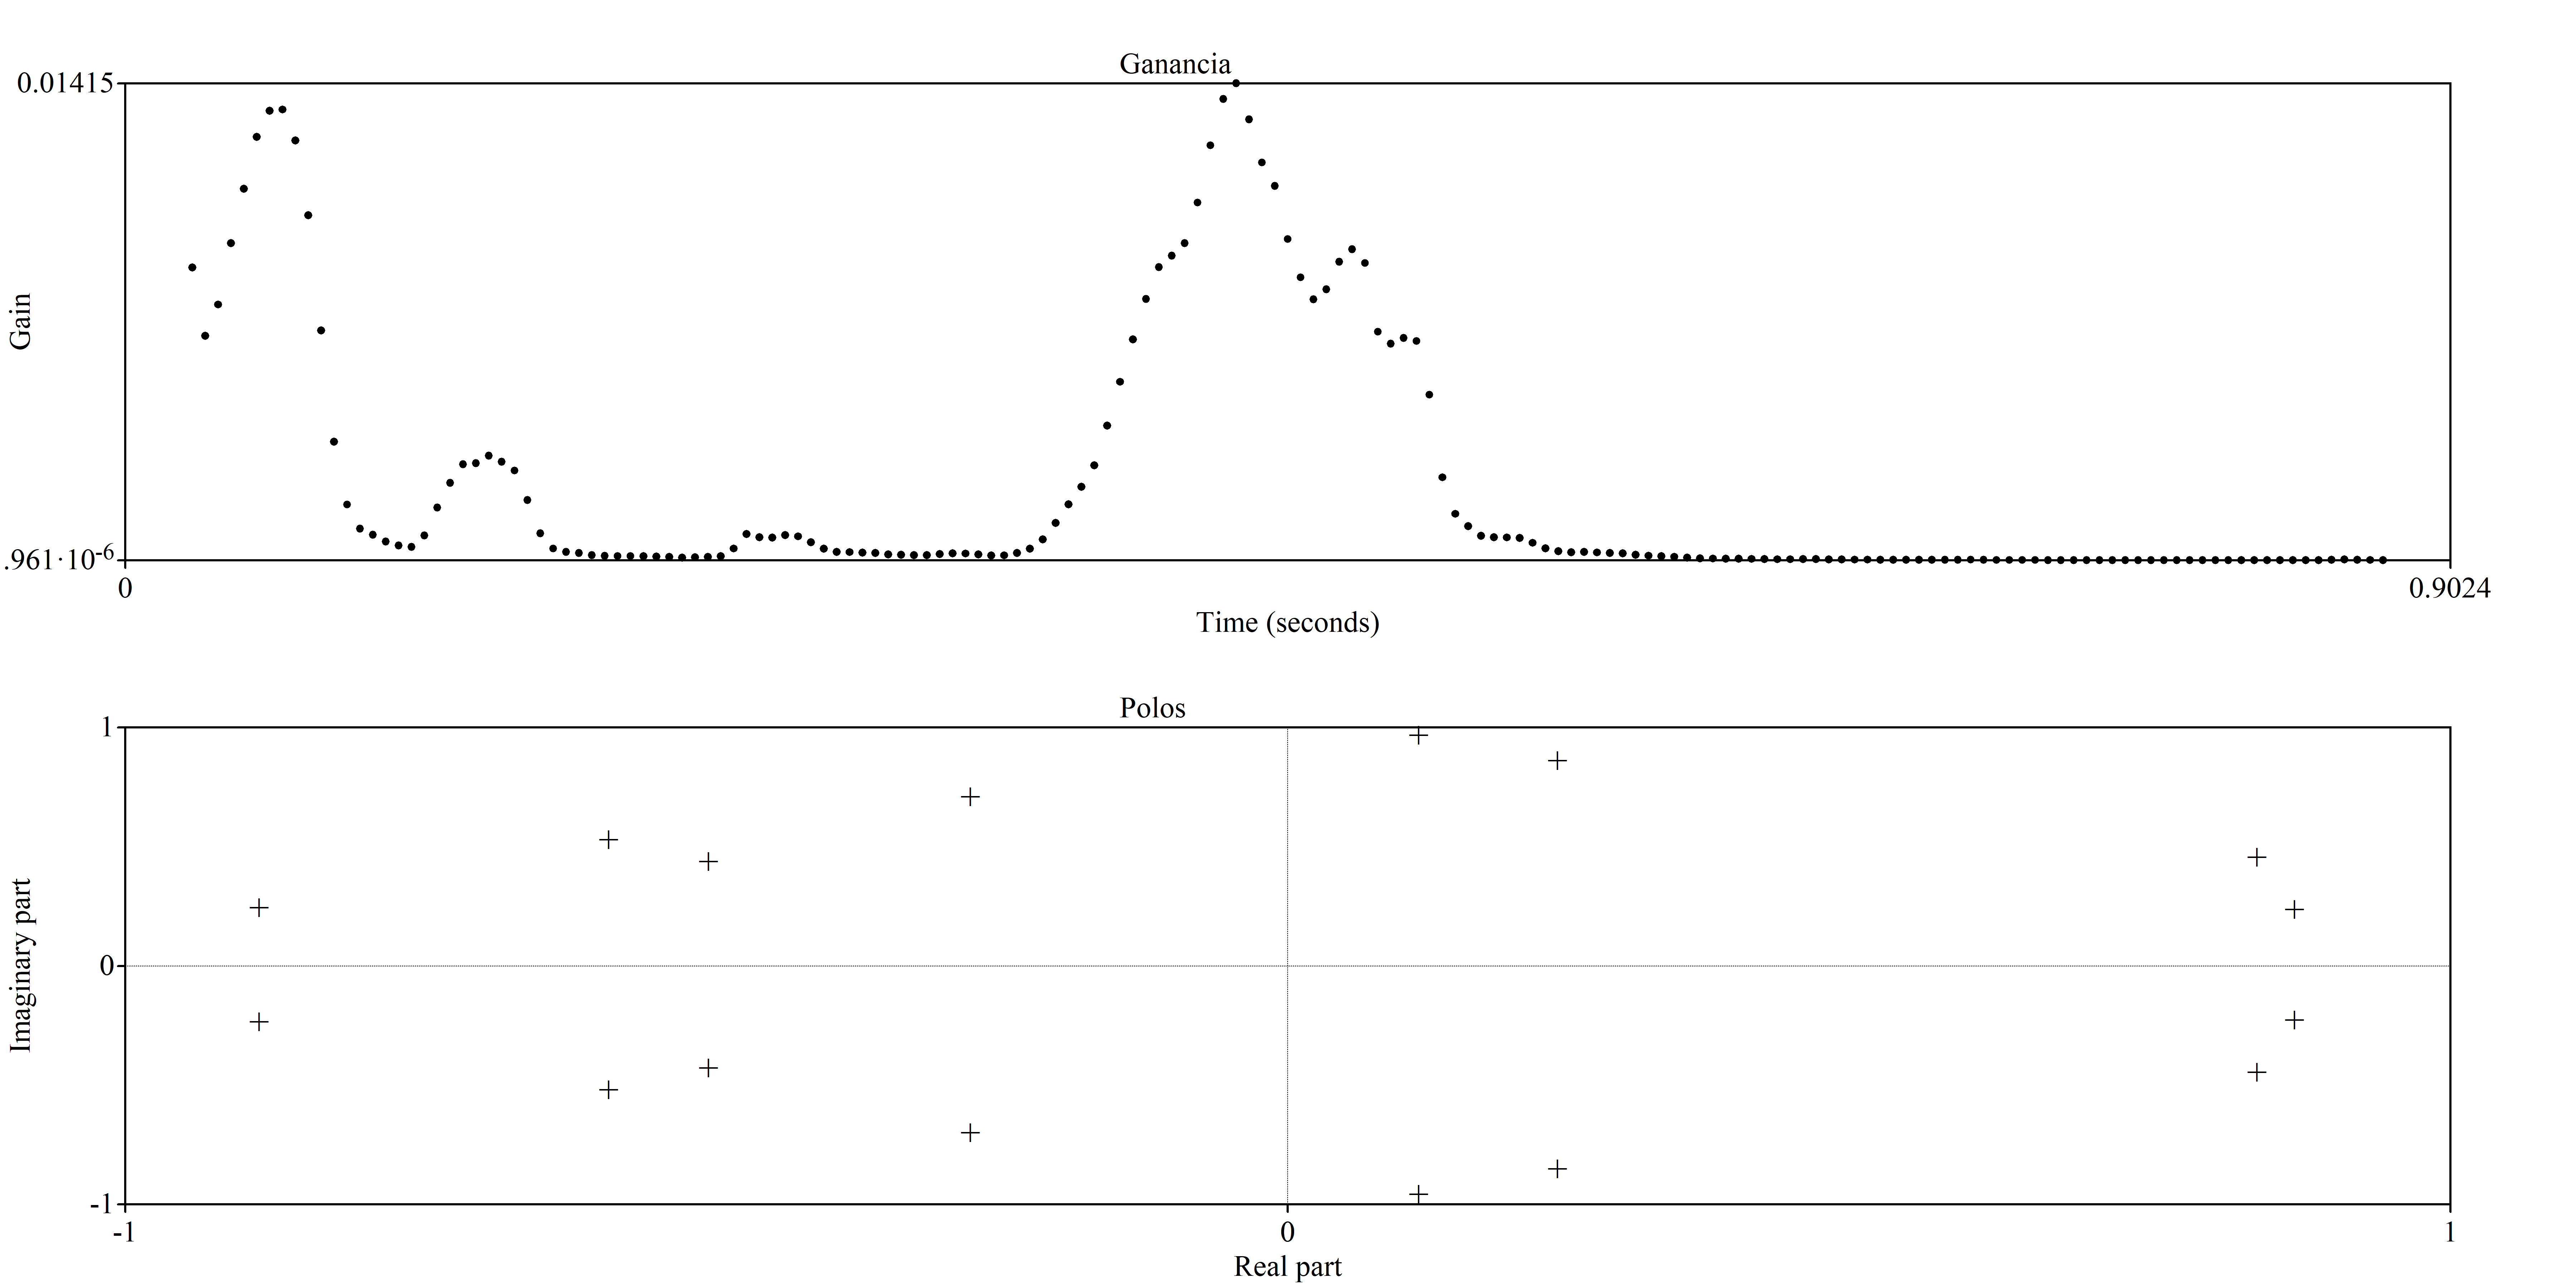 Ganancia
0.01415
Gain
.961·10-6
0
0.9024
Time (seconds)
Polos
1
Imaginary part
0
-1
-1
0
1
Real part